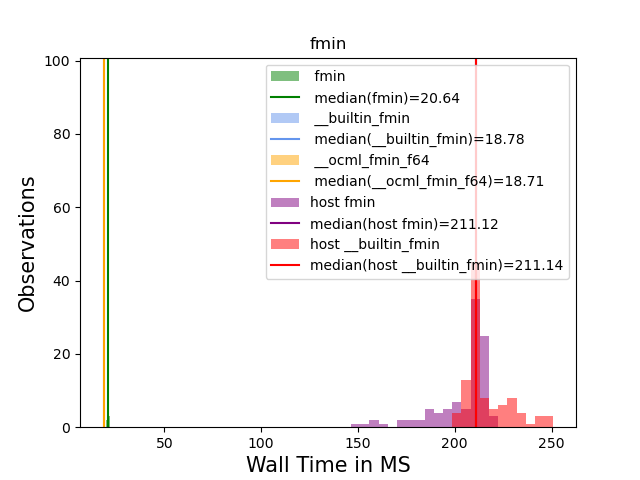 fmin
100
80
60
40
20
0
Observations
fmin
median(fmin)=20.64
__builtin_fmin
median(__builtin_fmin)=18.78
__ocml_fmin_f64
median(__ocml_fmin_f64)=18.71
host fmin
median(host fmin)=211.12
host __builtin_fmin
median(host __builtin_fmin)=211.14
50
100
150
200
250
Wall Time in MS